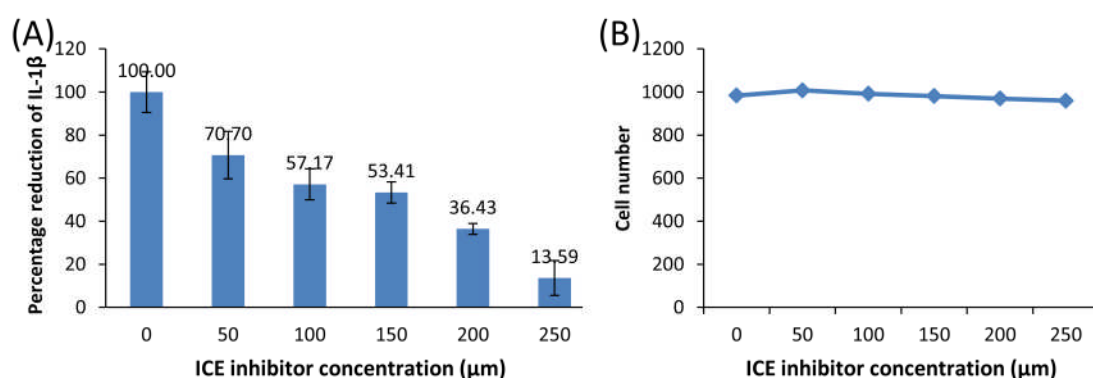 (A)
Percentage reduction of IL-1β
120
100
80
60
40
20
0
100.00
70.70
57.17
53.41
36.43
13.59
0 50 100 150 200 250
ICE inhibitor concentration (μm)
(B)
Cell number
1200
1000
800
600
400
200
0
0 50 100 150 200 250
ICE inhibitor concentration (μm)